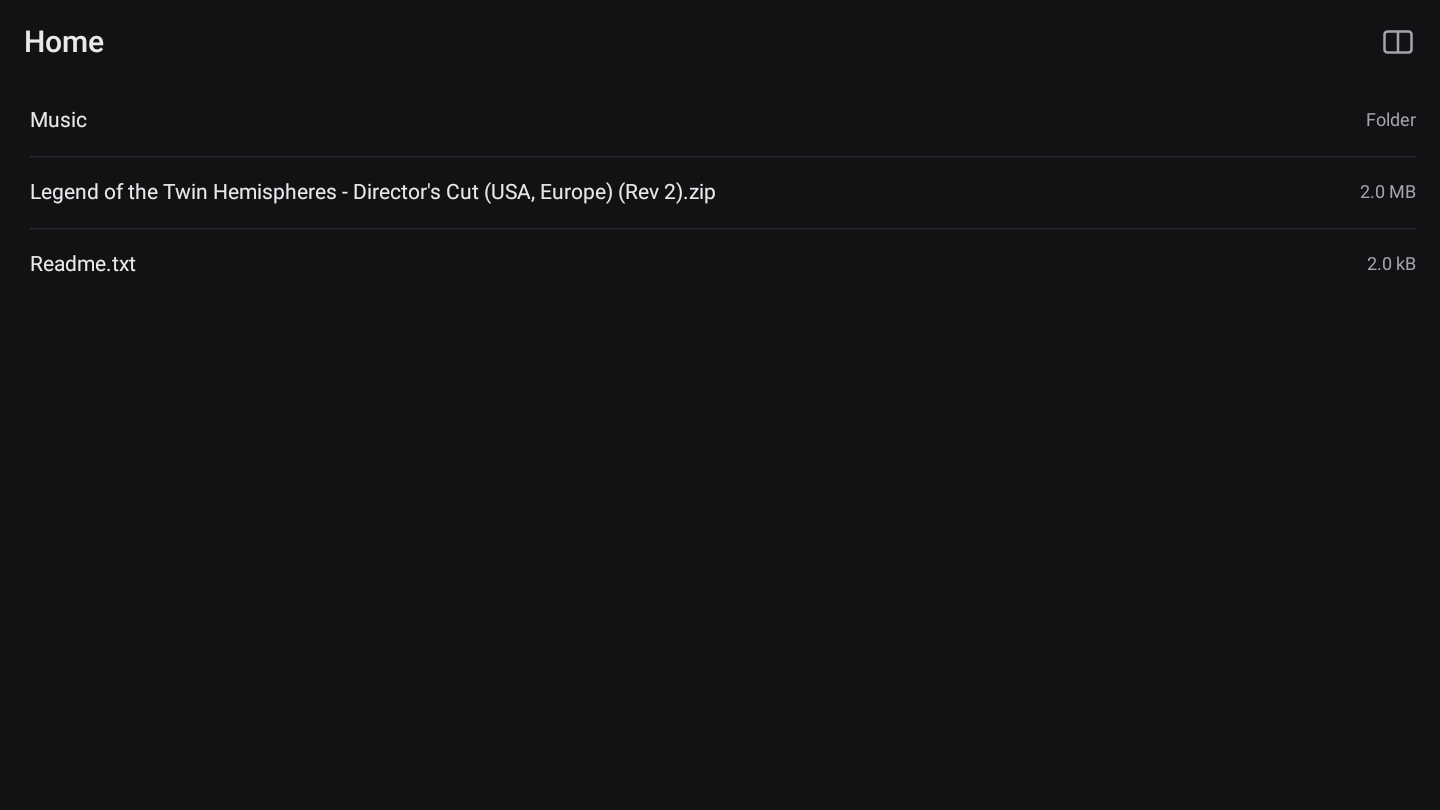 Home
Music Folder
Legend of the Twin Hemispheres - Director's Cut (USA, Europe) (Rev 2).zip 2.0 MB
Readme.txt 2.0 kB